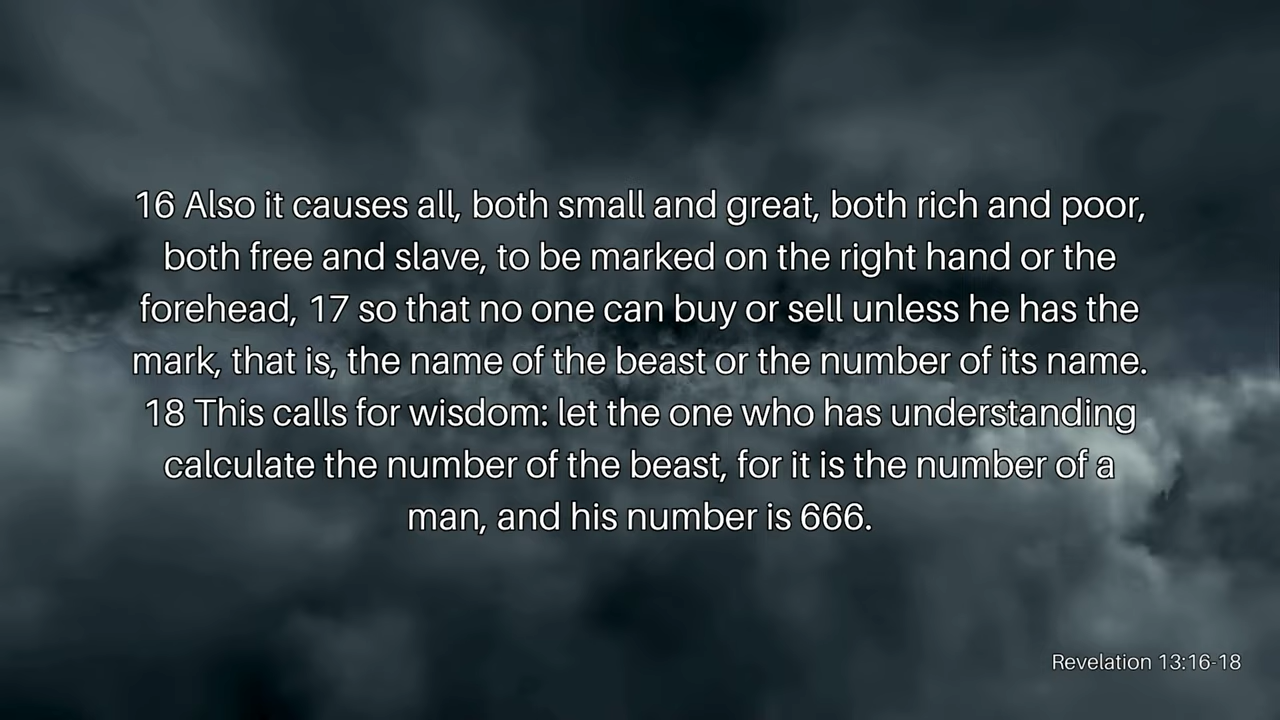 16 Also it causes all, both small and great, both rich and poor,
both free and slave, to be marked on the right hand or the
forehead, 17 so that no one can buy or sell unless he has the
mark, that is, the name of the beast or the number of its name.
18 This calls for wisdom: let the one who has understanding
calculate the number of the beast, for it is the number of a
man, and his number is 666.
Revelation 13:16-18